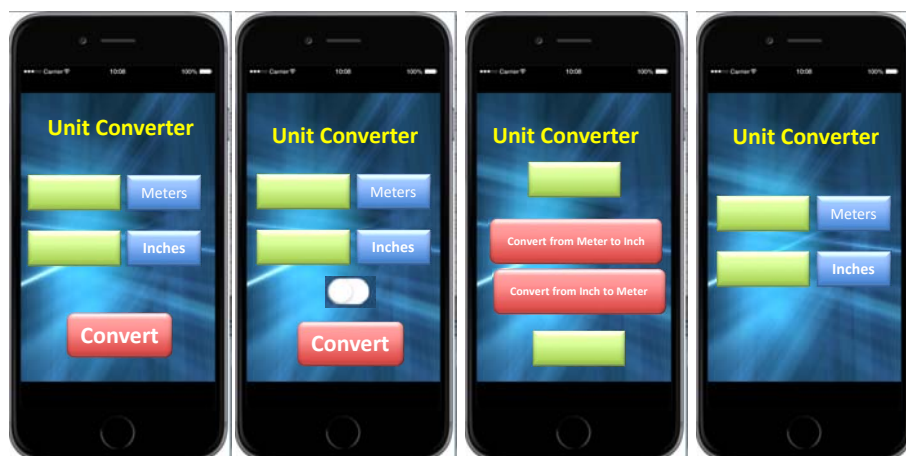 Carrier 10:08 100%
Unit Converter
Meters
Inches
Convert
Carrier 10:08 100%
Unit Converter
Meters
Inches
Convert
Carrier 10:08 100%
Unit Converter
Convert from Meter to Inch
Convert from Inch to Meter
Carrier 10:08 100%
Unit Converter
Meters
Inches